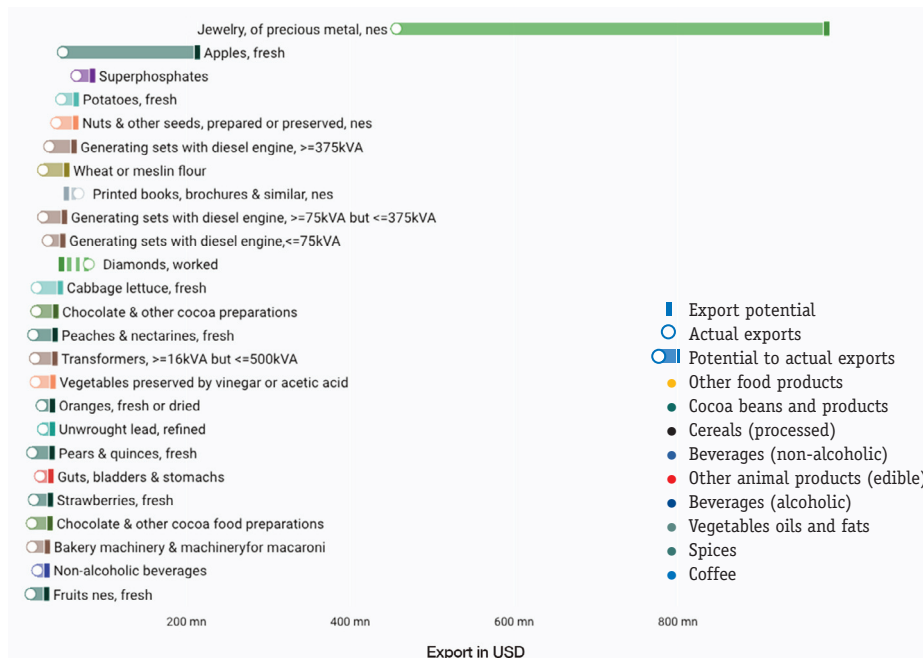 Jewelry, of precious metal, nes
Apples, fresh
Superphosphates
Potatoes, fresh
Nuts & other seeds, prepared or preserved, nes
Generating sets with diesel engine, >=375kVA
Wheat or meslin flour
Printed books, brochures & similar, nes
Generating sets with diesel engine, >=75kVA but <=375kVA
Generating sets with diesel engine,<=75kVA
Diamonds, worked
Cabbage lettuce, fresh
Chocolate & other cocoa preparations
Peaches & nectarines, fresh
Transformers, >=16kVA but <=500kVA
Vegetables preserved by vinegar or acetic acid
Oranges, fresh or dried
Unwrought lead, refined
Pears & quinces, fresh
Guts, bladders & stomachs
Strawberries, fresh
Chocolate & other cocoa food preparations
Bakery machinery & machineryfor macaroni
Non-alcoholic beverages
Fruits nes, fresh
Export potential
Actual exports
Potential to actual exports
Other food products
Cocoa beans and products
Cereals (processed)
Beverages (non-alcoholic)
Other animal products (edible)
Beverages (alcoholic)
Vegetables oils and fats
Spices
Coffee
200 mn 400 mn 600 mn 800 mn
Export in USD